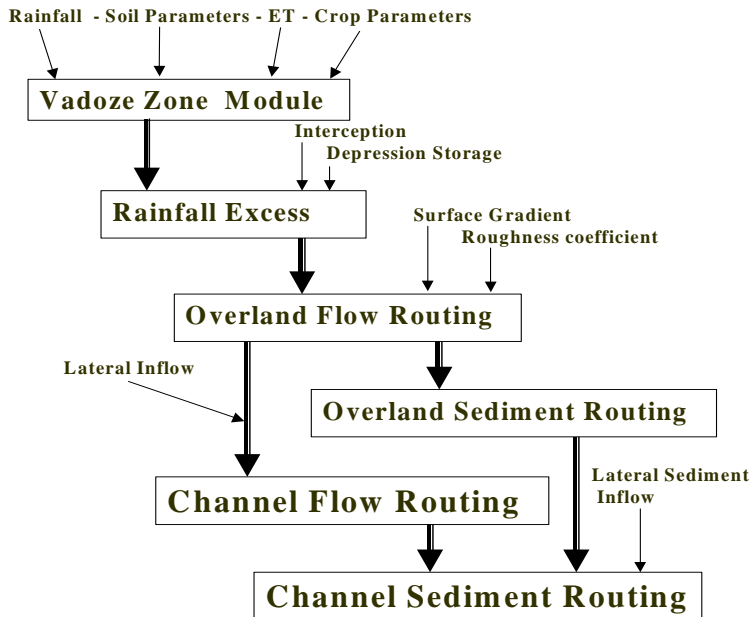 Rainfall - Soil Parameters - ET - Crop Parameters
Vadoze Zone Module
Interception
Depression Storage
Rainfall Excess
Surface Gradient
Roughness coefficient
Overland Flow Routing
Lateral Inflow
Overland Sediment Routing
Lateral Sediment
Inflow
Channel Flow Routing
Channel Sediment Routing